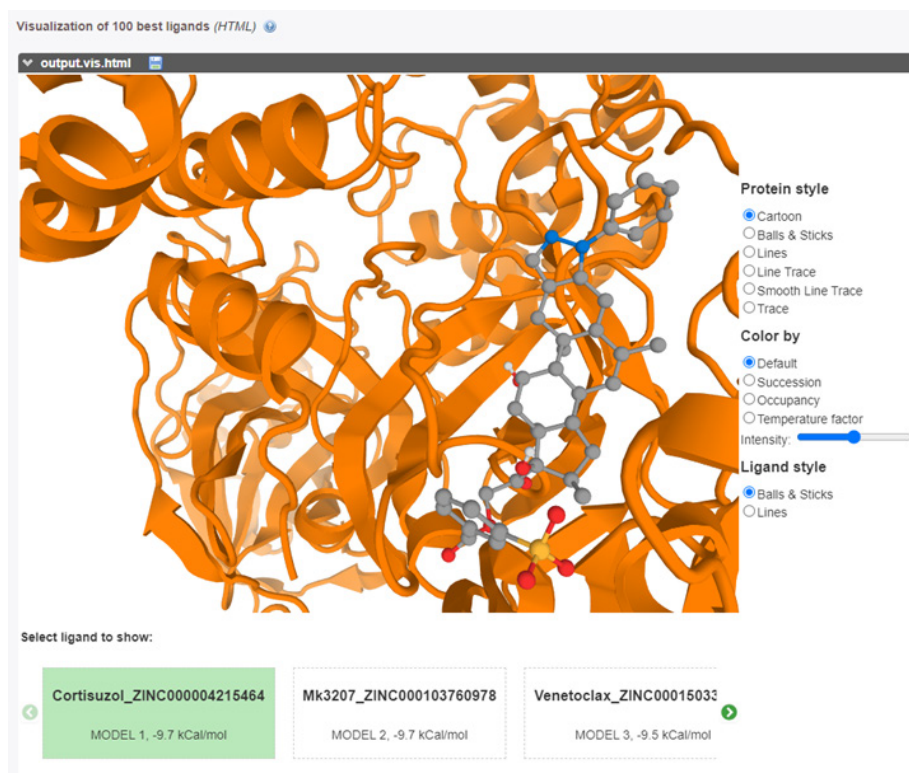 Visualization of 100 best ligands (HTML)
output.vis.html
Protein style
Cartoon
Balls & Sticks
Lines
Line Trace
Smooth Line Trace
Trace
Color by
Default
Succession
Occupancy
Temperature factor
Intensity:
Ligand style
Balls & Sticks
Lines
Select ligand to show:
Cortisuzol_ZINC000004215464 Mk3207_ZINC000103760978 Venetoclax_ZINC00015033
MODEL 1, -9.7 kCal/mol MODEL 2, -9.7 kCal/mol MODEL 3, -9.5 kCal/mol